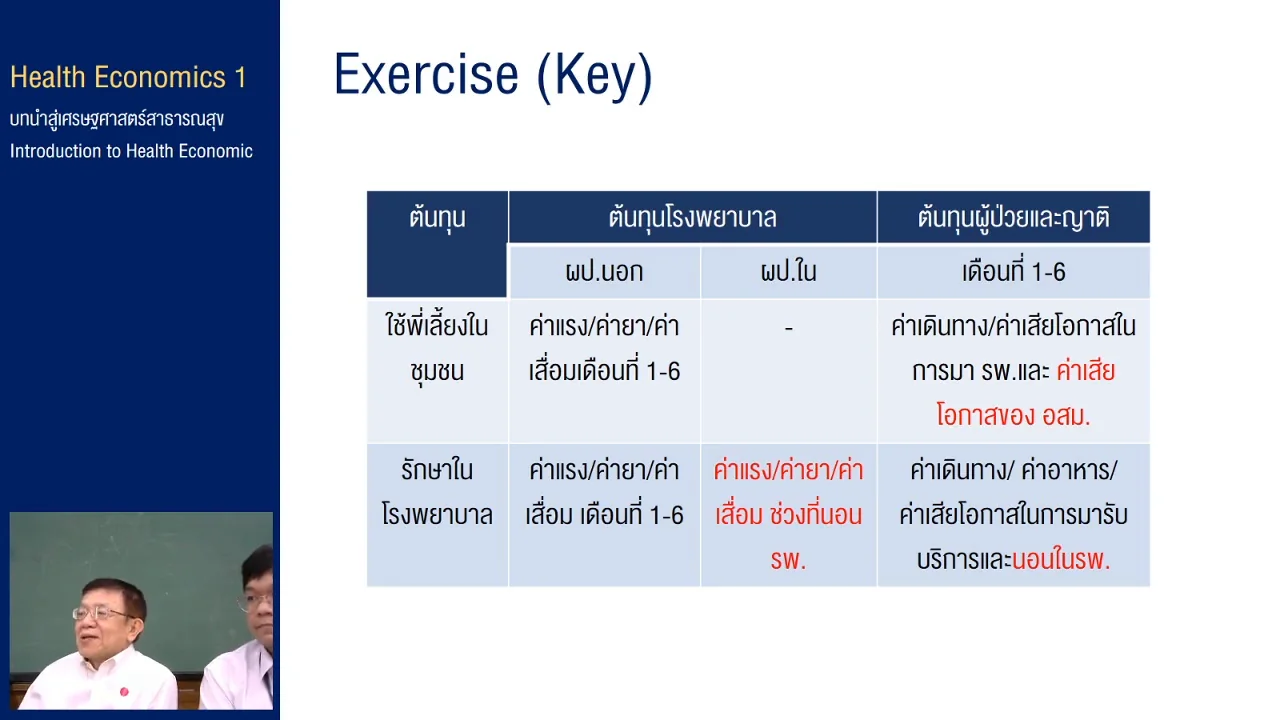 Health Economics 1
บทนำสู่เศรษฐศาสตร์สาธารณสุข
Introduction to Health Economic
Exercise (Key)
ต้นทุน
ต้นทุนโรงพยาบาล
ต้นทุนผู้ป่วยและญาติ
ผป.นอก
ผป.ใน
เดือนที่ 1-6
ใช้พี่เลี้ยงใน
ชุมชน
ค่าแรง/ค่ายา/ค่า
เสื่อมเดือนที่ 1-6
-
ค่าเดินทาง/ค่าเสียโอกาสใน
การมา รพ.และ ค่าเสีย
โอกาสของ อสม.
รักษาใน
โรงพยาบาล
ค่าแรง/ค่ายา/ค่า
เสื่อม เดือนที่ 1-6
ค่าแรง/ค่ายา/ค่า
เสื่อม ช่วงที่นอน
รพ.
ค่าเดินทาง/ ค่าอาหาร/
ค่าเสียโอกาสในการมารับ
บริการและนอนในรพ.